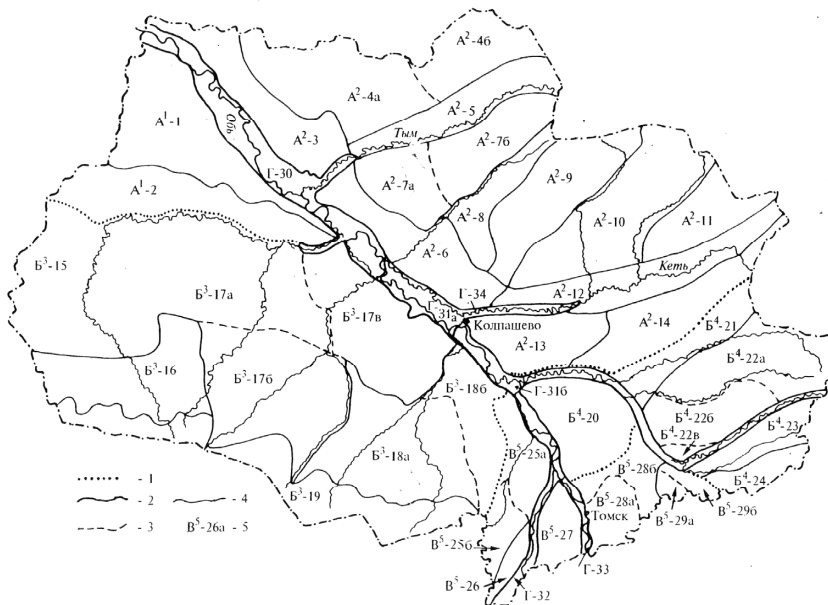 А²-4б
А²-4а
А¹-1
Обь
А²-3
А²-5
Тым
А²-7б
Г-30
А¹-2
А²-7а
А²-9
А²-8
А²-10
А²-11
Б³-15
А²-6
Кеть
Б³-17а
Г-34
А²-12
Г-31а
Б³-17в
Колпашево
А²-14
Б⁴-21
А²-13
Б⁴-22а
Б³-16
Б³-17б
Б³-18б
Г-31б
Б⁴-20
Б⁴-22б
Б⁴-23
Б⁴-22в
Б³-18а
В⁵-25а
В⁵-28б
Б⁴-24
Б³-19
В⁵-28а
В⁵-29б
Томск
В⁵-29а
В⁵-27
В⁵-25б
Г-33
В⁵-26
Г-32
- 1
- 2
- 4
- 3
В⁵-26а - 5